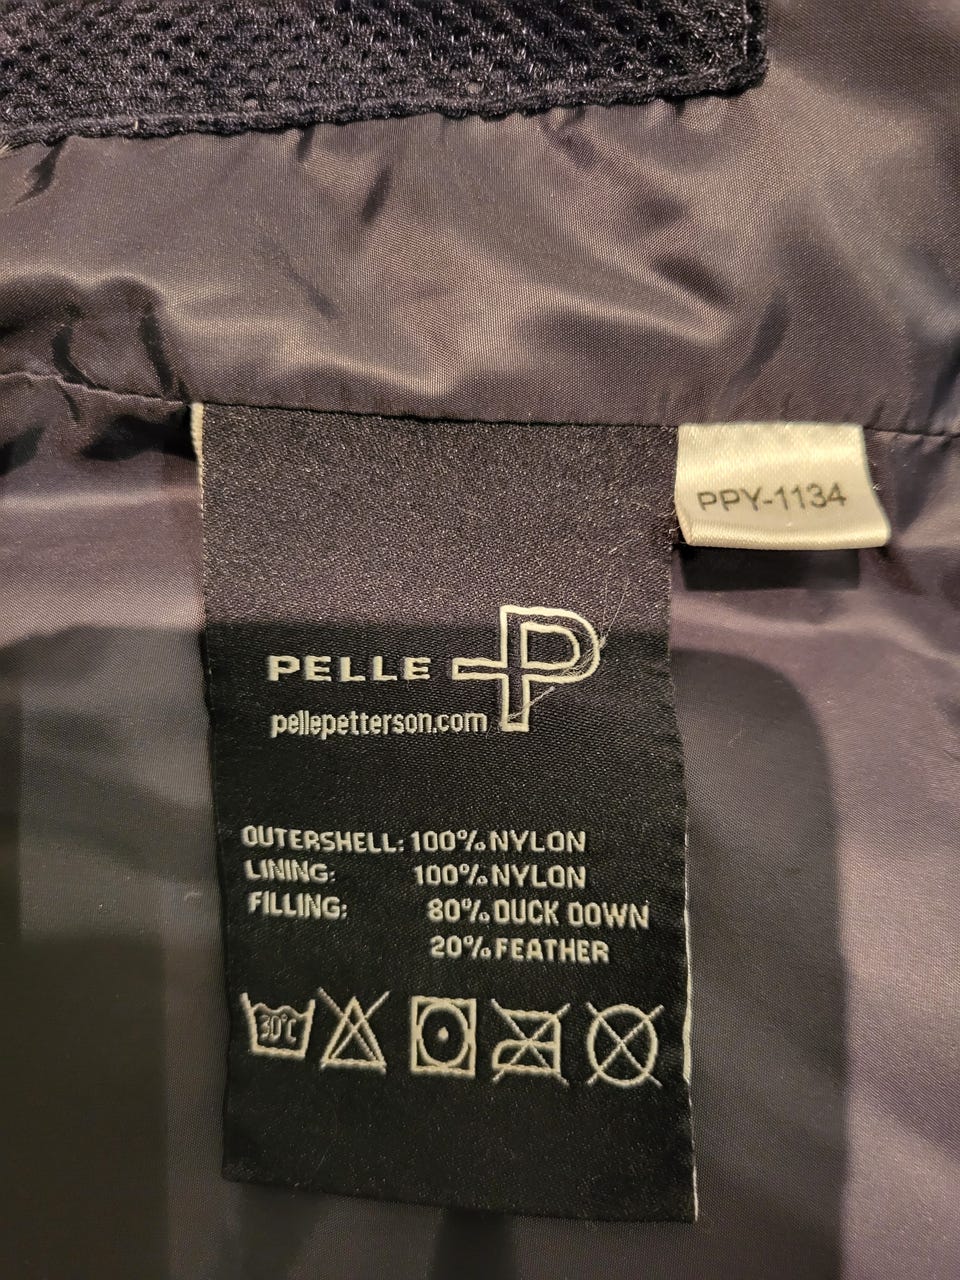 PPY-1134
PELLE P
pellepetterson.com
OUTERSHELL: 100% NYLON
LINING: 100% NYLON
FILLING: 80% DUCK DOWN
20% FEATHER
30°C